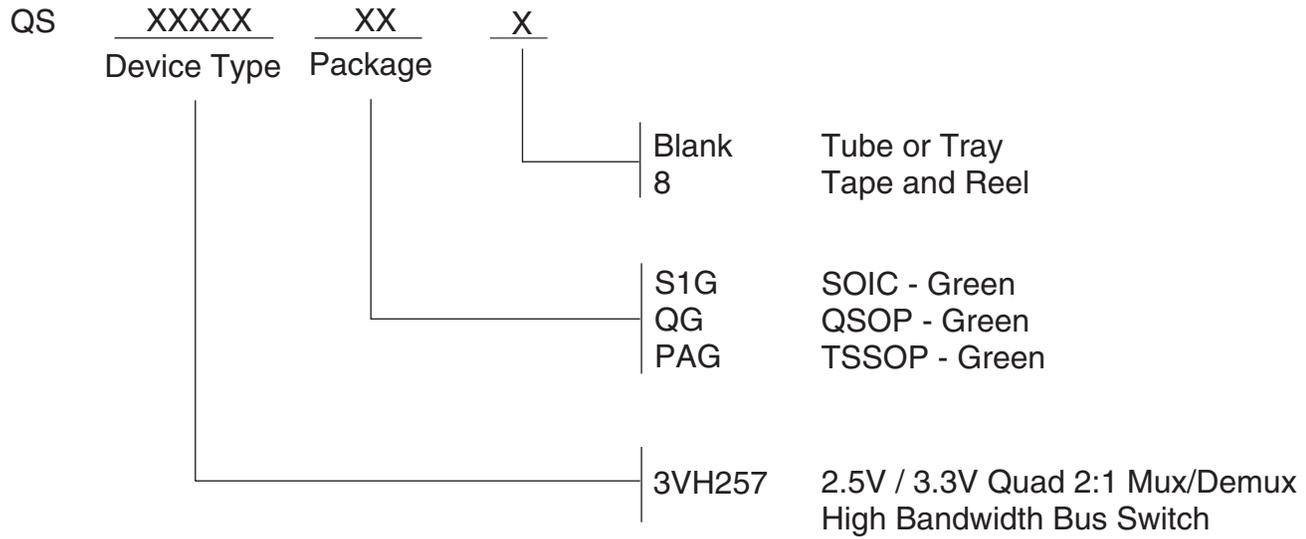 QS XXXXX XX X
Device Type Package
Blank Tube or Tray
8 Tape and Reel
S1G SOIC - Green
QG QSOP - Green
PAG TSSOP - Green
3VH257 2.5V / 3.3V Quad 2:1 Mux/Demux
High Bandwidth Bus Switch